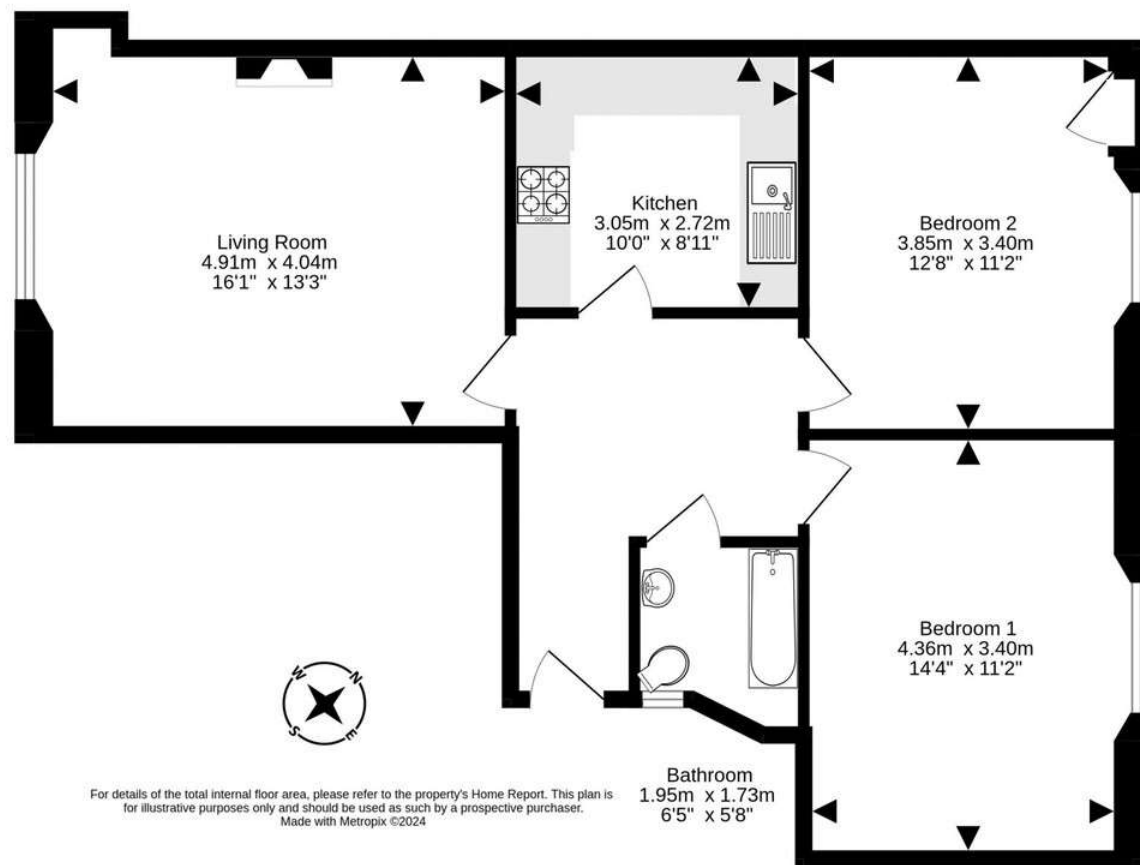 Living Room
4.91m x 4.04m
16'1" x 13'3"
Kitchen
3.05m x 2.72m
10'0" x 8'11"
Bedroom 2
3.85m x 3.40m
12'8" x 11'2"
Bedroom 1
4.36m x 3.40m
14'4" x 11'2"
Bathroom
1.95m x 1.73m
6'5" x 5'8"
W
N
S
E
For details of the total internal floor area, please refer to the property's Home Report. This plan is
for illustrative purposes only and should be used as such by a prospective purchaser.
Made with Metropix ©2024